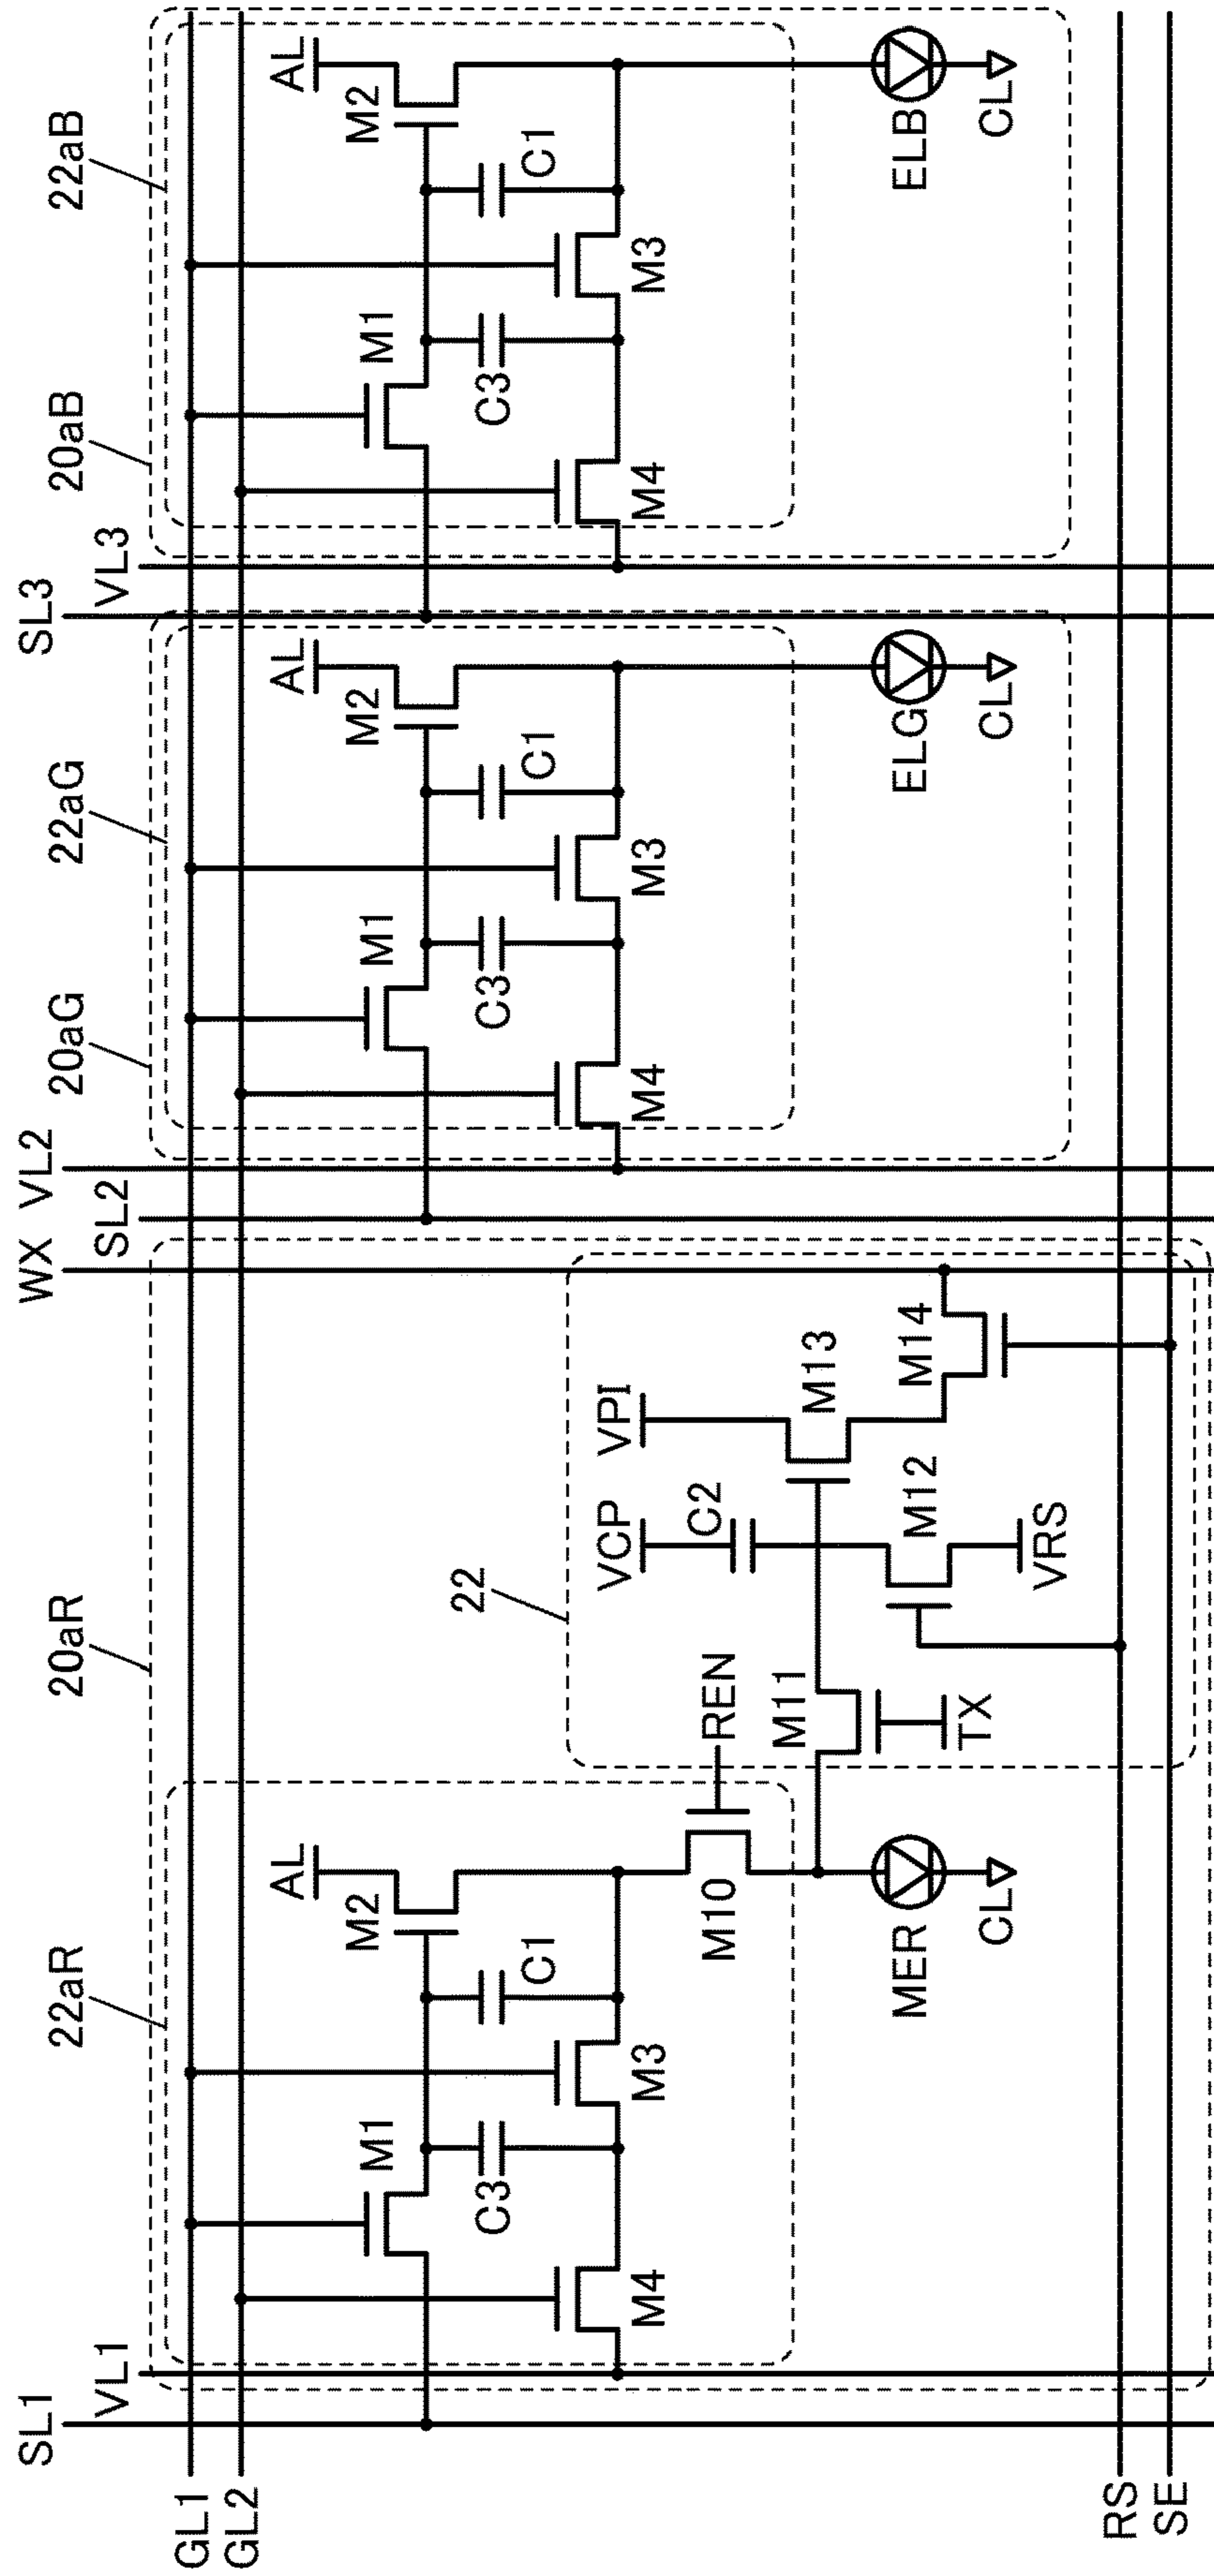 SL1
VL1
WX
SL2
VL2
SL3
VL3
GL1
GL2
RS
SE
22aR
20aR
20aG
22aG
20aB
22aB
AL
M1
M2
C3
C1
M4
M3
M10
REN
MER
CL
22
VCP
VPI
C2
M13
M11
M12
M14
TX
VRS
AL
M1
M2
C3
C1
M4
M3
ELG
CL
AL
M1
M2
C3
C1
M4
M3
ELB
CL